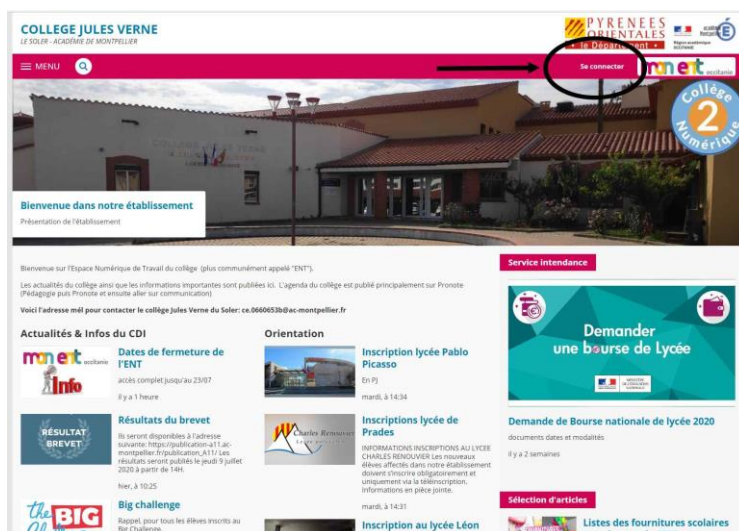 COLLEGE JULES VERNE
LE SOLER - ACADÉMIE DE MONTPELLIER
PYRENEES
ORIENTALES
le Département
MENU
Se connecter
mon ent occitanie
COLLEGE JULES VERNE
Collège
2
Numérique
Bienvenue dans notre établissement
Présentation de l'établissement
Bienvenue sur l'Espace Numérique de Travail du collège (plus communément appelé "ENT").
Les actualités du collège ainsi que les informations importantes sont publiées ici. L'agenda du collège est publié principalement sur Pronote
(Pédagogie puis Pronote et ensuite aller sur communication)
Voici l'adresse mél pour contacter le collège Jules Verne du Soler: ce.0660653b@ac-montpellier.fr
Actualités & Infos du CDI
mon ent occitanie
Info
Dates de fermeture de
l'ENT
accès complet jusqu'au 23/07
il y a 1 heure
RÉSULTAT
BREVET
Résultats du brevet
Ils seront disponibles à l'adresse
suivante: https://publication-a11.ac-
montpellier.fr/publication_A11/ Les
résultats seront publiés le jeudi 9 juillet
2020 à partir de 14H.
hier, à 10:25
the BIG
Big challenge
Rappel, pour tous les élèves inscrits au
Big Challenge.
Orientation
Inscription lycée Pablo
Picasso
En PJ
mardi, à 14:34
Charles Renouvier
Inscriptions lycée de
Prades
INFORMATIONS INSCRIPTIONS AU LYCEE
CHARLES RENOUVIER Les nouveaux
élèves affectés dans notre établissement
doivent s'inscrire obligatoirement et
uniquement via la téléinscription.
Informations en pièce jointe.
mardi, à 14:31
Inscription au lycée Léon
Service intendance
Demander
une bourse de Lycée
Demande de Bourse nationale de lycée 2020
documents dates et modalités
il y a 2 semaines
Sélection d'articles
Listes des fournitures scolaires